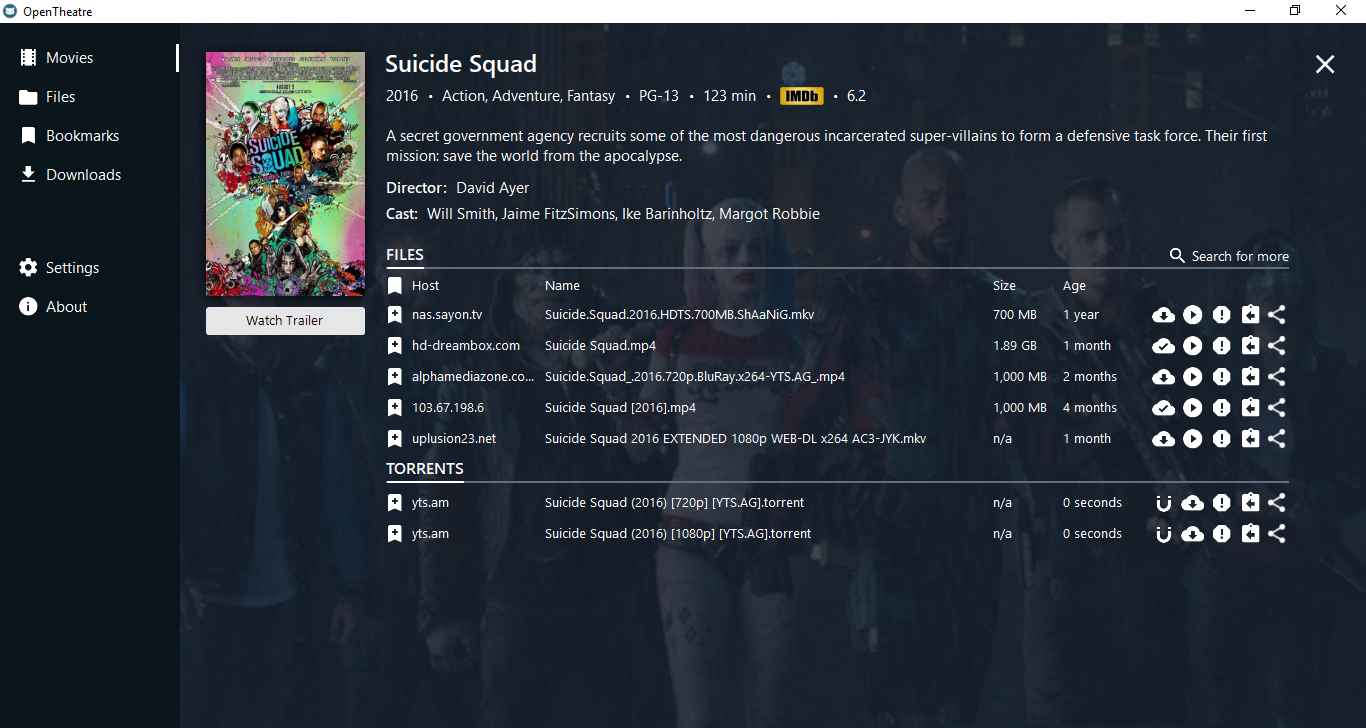 OpenTheatre
Movies
Files
Bookmarks
Downloads
Settings
About
AUGUST 5
SUICIDE
SQUAD
Watch Trailer
Suicide Squad
2016 • Action, Adventure, Fantasy • PG-13 • 123 min • IMDb • 6.2
A secret government agency recruits some of the most dangerous incarcerated super-villains to form a defensive task force. Their first
mission: save the world from the apocalypse.
Director: David Ayer
Cast: Will Smith, Jaime FitzSimons, Ike Barinholtz, Margot Robbie
FILES Search for more
Host Name Size Age
nas.sayon.tv Suicide.Squad.2016.HDTS.700MB.ShAaNiG.mkv 700 MB 1 year
hd-dreambox.com Suicide Squad.mp4 1.89 GB 1 month
alphamediazone.co... Suicide.Squad_.2016.720p.BluRay.x264-YTS.AG_.mp4 1,000 MB 2 months
103.67.198.6 Suicide Squad [2016].mp4 1,000 MB 4 months
uplusion23.net Suicide Squad 2016 EXTENDED 1080p WEB-DL x264 AC3-JYK.mkv n/a 1 month
TORRENTS
yts.am Suicide Squad (2016) [720p] [YTS.AG].torrent n/a 0 seconds
yts.am Suicide Squad (2016) [1080p] [YTS.AG].torrent n/a 0 seconds